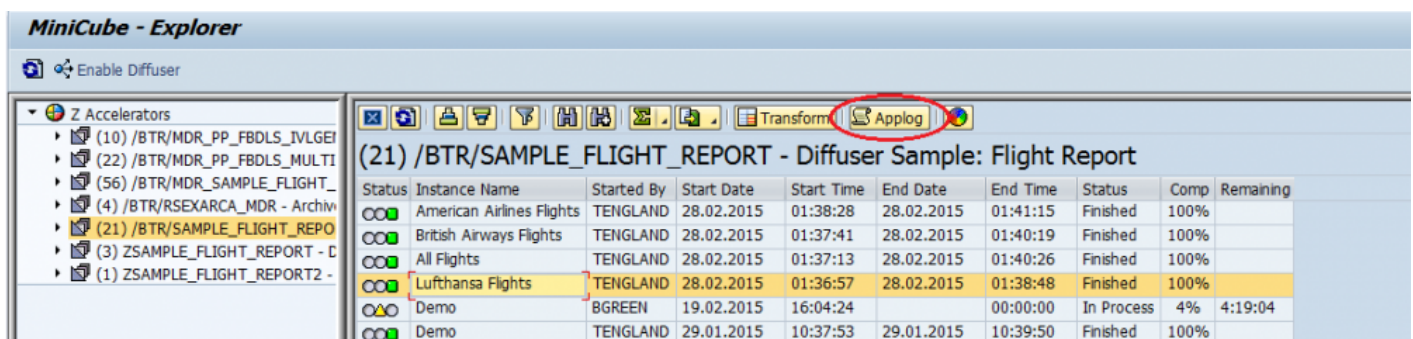 MiniCube - Explorer
Enable Diffuser
Z Accelerators
(10) /BTR/MDR_PP_FBDLS_IVLGEN
(22) /BTR/MDR_PP_FBDLS_MULTI
(56) /BTR/MDR_SAMPLE_FLIGHT_
(4) /BTR/RSEXARCA_MDR - Archiv
(21) /BTR/SAMPLE_FLIGHT_REPO
(3) ZSAMPLE_FLIGHT_REPORT - D
(1) ZSAMPLE_FLIGHT_REPORT2 -
Transform Applog
(21) /BTR/SAMPLE_FLIGHT_REPORT - Diffuser Sample: Flight Report
Status Instance Name Started By Start Date Start Time End Date End Time Status Comp Remaining
American Airlines Flights TENGLAND 28.02.2015 01:38:28 28.02.2015 01:41:15 Finished 100%
British Airways Flights TENGLAND 28.02.2015 01:37:41 28.02.2015 01:40:19 Finished 100%
All Flights TENGLAND 28.02.2015 01:37:13 28.02.2015 01:40:26 Finished 100%
Lufthansa Flights TENGLAND 28.02.2015 01:36:57 28.02.2015 01:38:48 Finished 100%
Demo BGREEN 19.02.2015 16:04:24 00:00:00 In Process 4% 4:19:04
Demo TENGLAND 29.01.2015 10:37:53 29.01.2015 10:39:50 Finished 100%